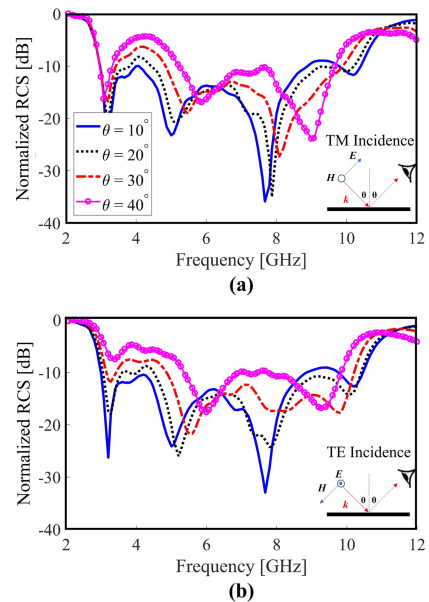 Normalized RCS [dB]
0
-10
-20
-30
-40
θ = 10°
θ = 20°
θ = 30°
θ = 40°
TM Incidence
E
H
k
θ θ
2 4 6 8 10 12
Frequency [GHz]
(a)
Normalized RCS [dB]
0
-10
-20
-30
-40
TE Incidence
E
H
k
θ θ
2 4 6 8 10 12
Frequency [GHz]
(b)